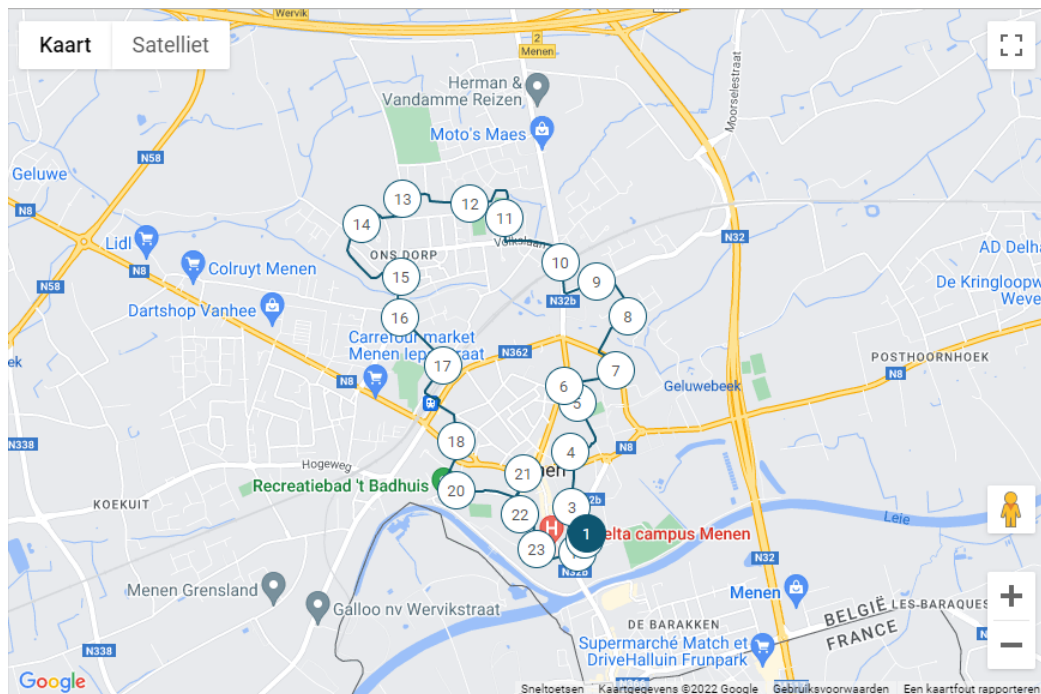 Wervik
Kaart
Satelliet
2
Menen
Moorselestraat
Herman &
Vandamme Reizen
Moto's Maes
N58
Geluwe
N8
13
12
11
14
Volkslaan
N32
Lidl
ONS DORP
10
AD Delha
N8
Colruyt Menen
15
9
De Kringloopw
Weve
N58
N32b
Dartshop Vanhee
16
8
Carrefour market
Menen Ieperstraat
N362
POSTHOORNHOEK
17
7
N8
N8
6
Geluwebeek
5
18
N8
4
N338
Hogeweg
21
en
Recreatiebad 't Badhuis
20
KOEKUIT
3
22
Leie
H
1
elta campus Menen
23
N32
N32b
Menen Grensland
Menen
Galloo nv Wervikstraat
BELGIË
LES-BARAQUES
FRANCE
DE BARAKKEN
N338
Supermarché Match et
DriveHalluin Frunpark
Google
Sneltoetsen
Kaartgegevens ©2022 Google
Gebruiksvoorwaarden
Een kaartfout rapporteren